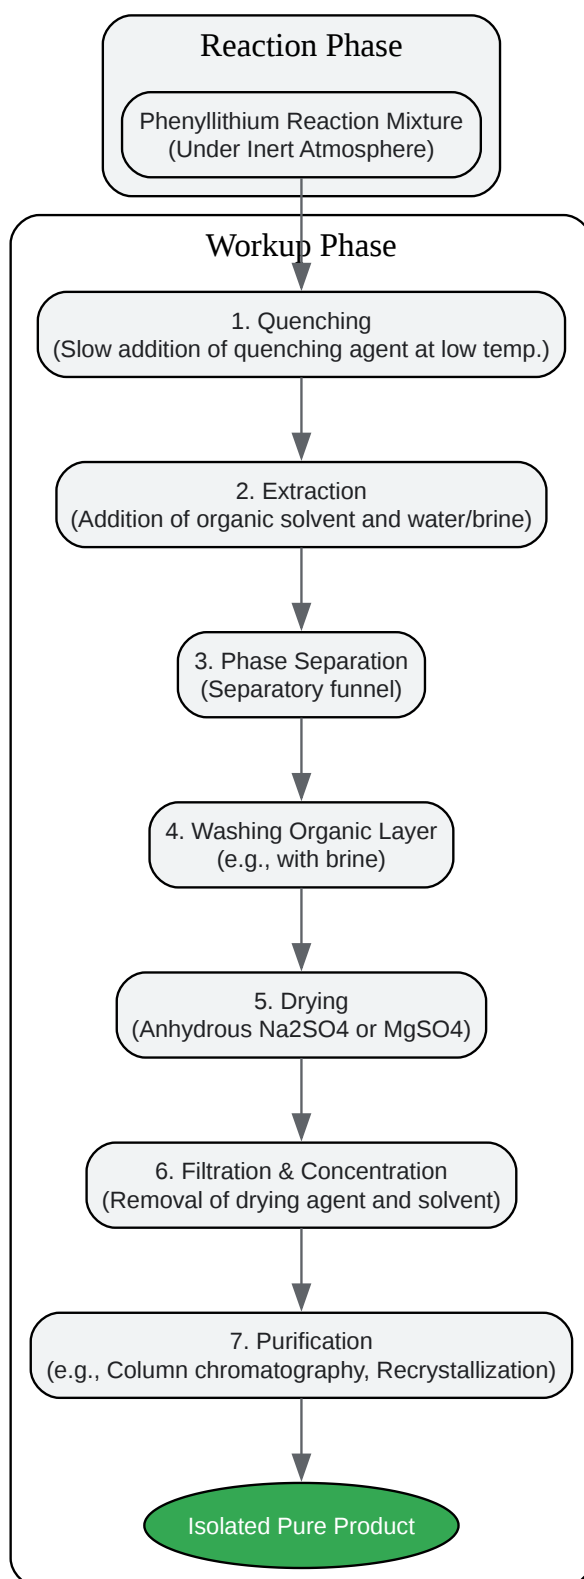 Reaction Phase
Phenyllithium Reaction Mixture
(Under Inert Atmosphere)
Workup Phase
1. Quenching
(Slow addition of quenching agent at low temp.)
2. Extraction
(Addition of organic solvent and water/brine)
3. Phase Separation
(Separatory funnel)
4. Washing Organic Layer
(e.g., with brine)
5. Drying
(Anhydrous Na2SO4 or MgSO4)
6. Filtration & Concentration
(Removal of drying agent and solvent)
7. Purification
(e.g., Column chromatography, Recrystallization)
Isolated Pure Product